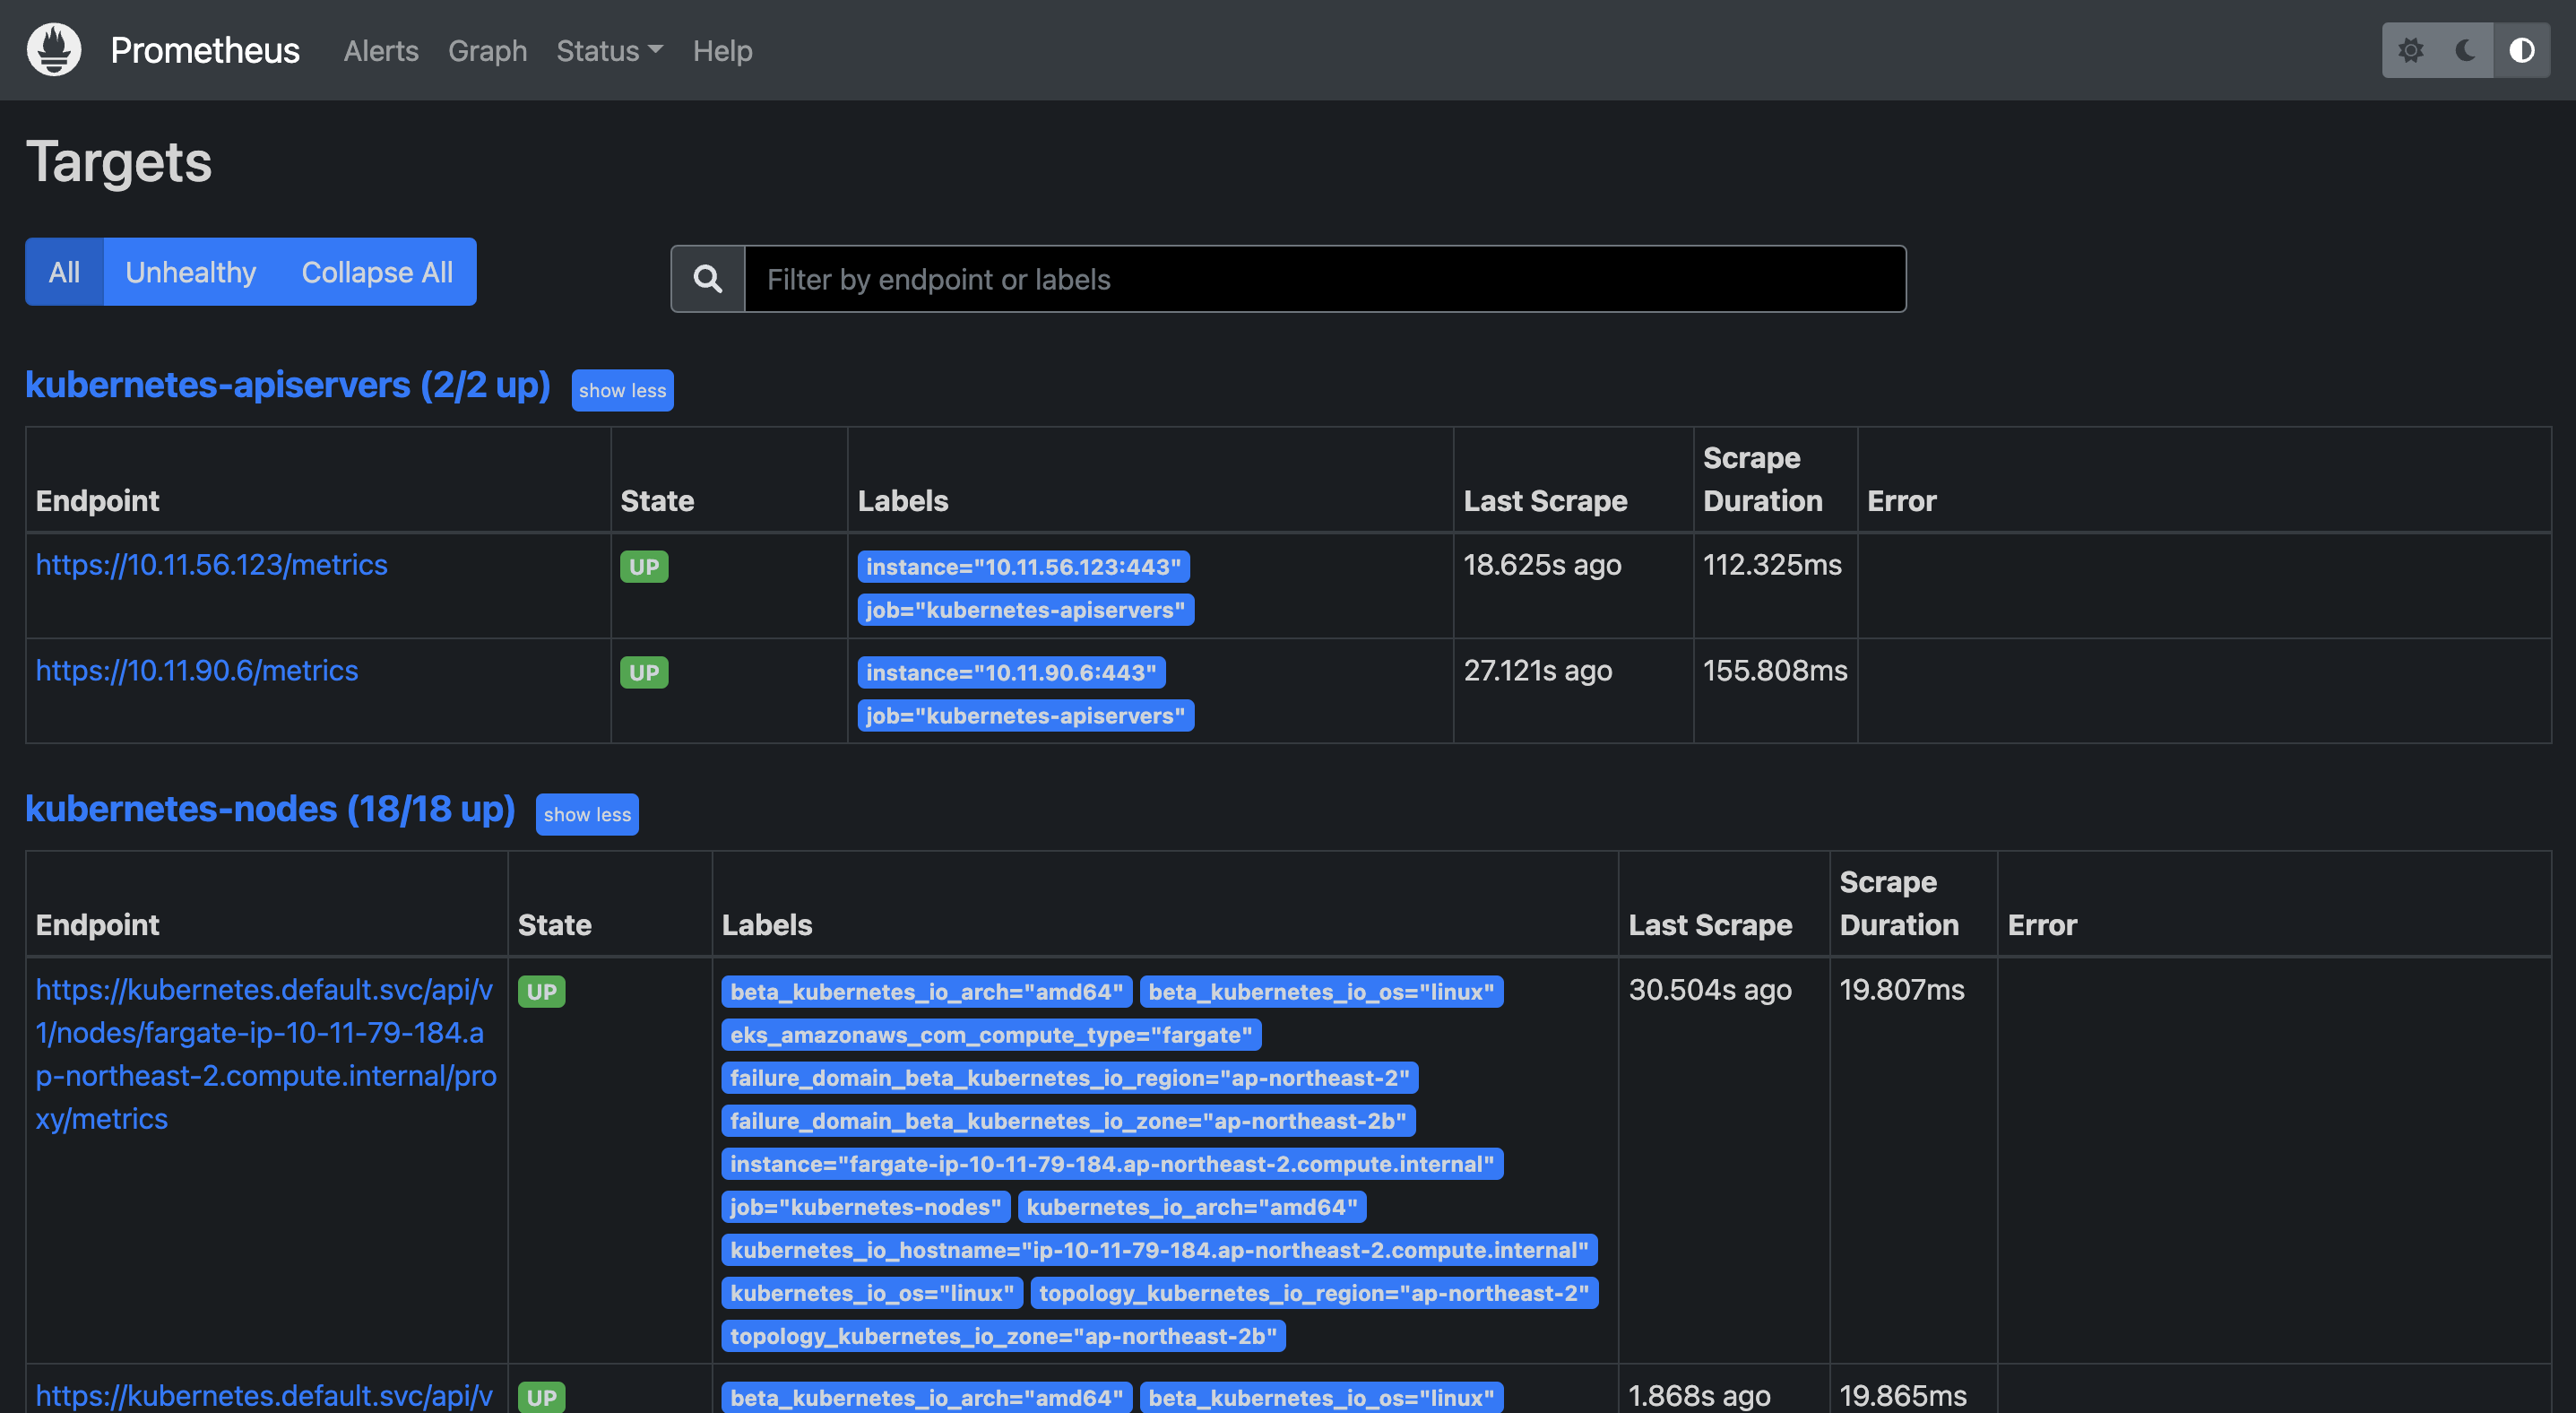 Prometheus Alerts Graph Status Help
Targets
All Unhealthy Collapse All
Filter by endpoint or labels
kubernetes-apiservers (2/2 up) show less
Endpoint State Labels Last Scrape Scrape Duration Error
https://10.11.56.123/metrics UP instance="10.11.56.123:443" 18.625s ago 112.325ms
job="kubernetes-apiservers"
https://10.11.90.6/metrics UP instance="10.11.90.6:443" 27.121s ago 155.808ms
job="kubernetes-apiservers"
kubernetes-nodes (18/18 up) show less
Endpoint State Labels Last Scrape Scrape Duration Error
https://kubernetes.default.svc/api/v UP beta_kubernetes_io_arch="amd64" beta_kubernetes_io_os="linux" 30.504s ago 19.807ms
1/nodes/fargate-ip-10-11-79-184.a eks_amazonaws_com_compute_type="fargate"
p-northeast-2.compute.internal/pro failure_domain_beta_kubernetes_io_region="ap-northeast-2"
xy/metrics failure_domain_beta_kubernetes_io_zone="ap-northeast-2b"
instance="fargate-ip-10-11-79-184.ap-northeast-2.compute.internal"
job="kubernetes-nodes" kubernetes_io_arch="amd64"
kubernetes_io_hostname="ip-10-11-79-184.ap-northeast-2.compute.internal"
kubernetes_io_os="linux" topology_kubernetes_io_region="ap-northeast-2"
topology_kubernetes_io_zone="ap-northeast-2b"
https://kubernetes.default.svc/api/v UP beta_kubernetes_io_arch="amd64" beta_kubernetes_io_os="linux" 1.868s ago 19.865ms